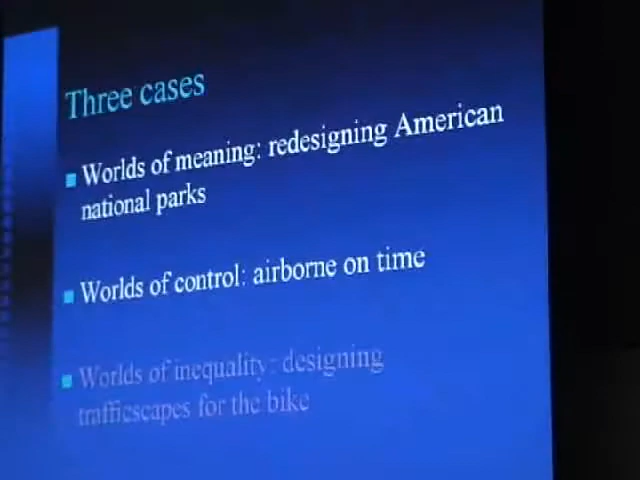 Three cases
Worlds of meaning: redesigning American
national parks
Worlds of control: airborne on time
Worlds of inequality: designing
trafficscapes for the bike